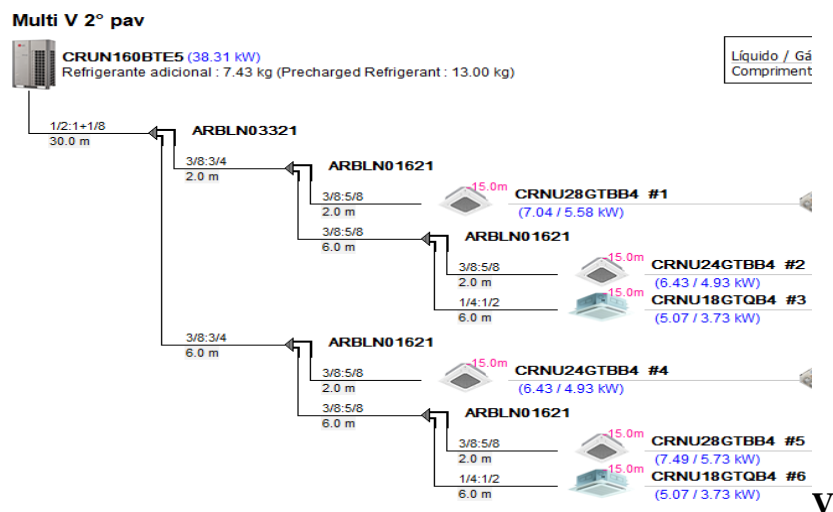 Multi V 2° pav
CRUN160BTE5 (38.31 kW)
Refrigerante adicional : 7.43 kg (Precharged Refrigerant : 13.00 kg)
Líquido / Gá
Compriment
1/2:1+1/8
30.0 m
ARBLN03321
3/8:3/4
2.0 m
ARBLN01621
3/8:5/8
2.0 m
-15.0m
CRNU28GTBB4 #1
(7.04 / 5.58 kW)
3/8:5/8
6.0 m
ARBLN01621
3/8:5/8
2.0 m
-15.0m
CRNU24GTBB4 #2
(6.43 / 4.93 kW)
1/4:1/2
6.0 m
-15.0m
CRNU18GTQB4 #3
(5.07 / 3.73 kW)
3/8:3/4
6.0 m
ARBLN01621
3/8:5/8
2.0 m
-15.0m
CRNU24GTBB4 #4
(6.43 / 4.93 kW)
3/8:5/8
6.0 m
ARBLN01621
3/8:5/8
2.0 m
-15.0m
CRNU28GTBB4 #5
(7.49 / 5.73 kW)
1/4:1/2
6.0 m
-15.0m
CRNU18GTQB4 #6
(5.07 / 3.73 kW)
V